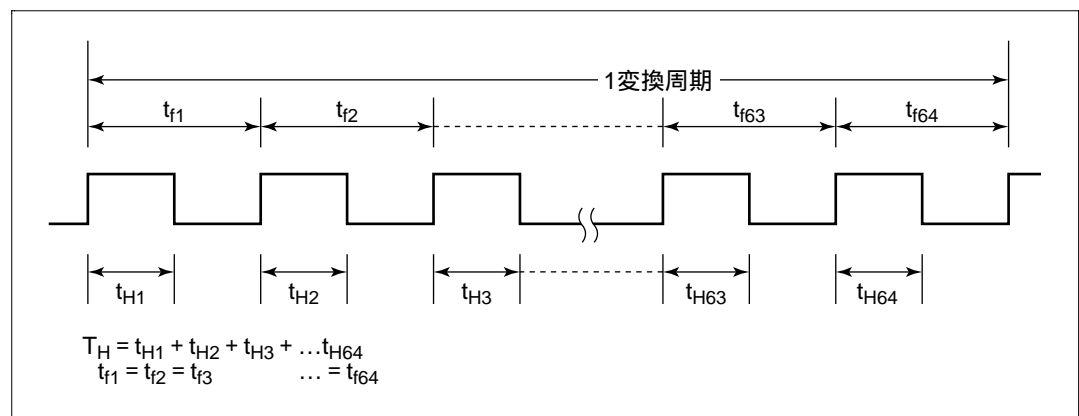 1変換周期
tf1 tf2 tf63 tf64
tH1 tH2 tH3 tH63 tH64
TH = tH1 + tH2 + tH3 + …tH64
tf1 = tf2 = tf3 … = tf64